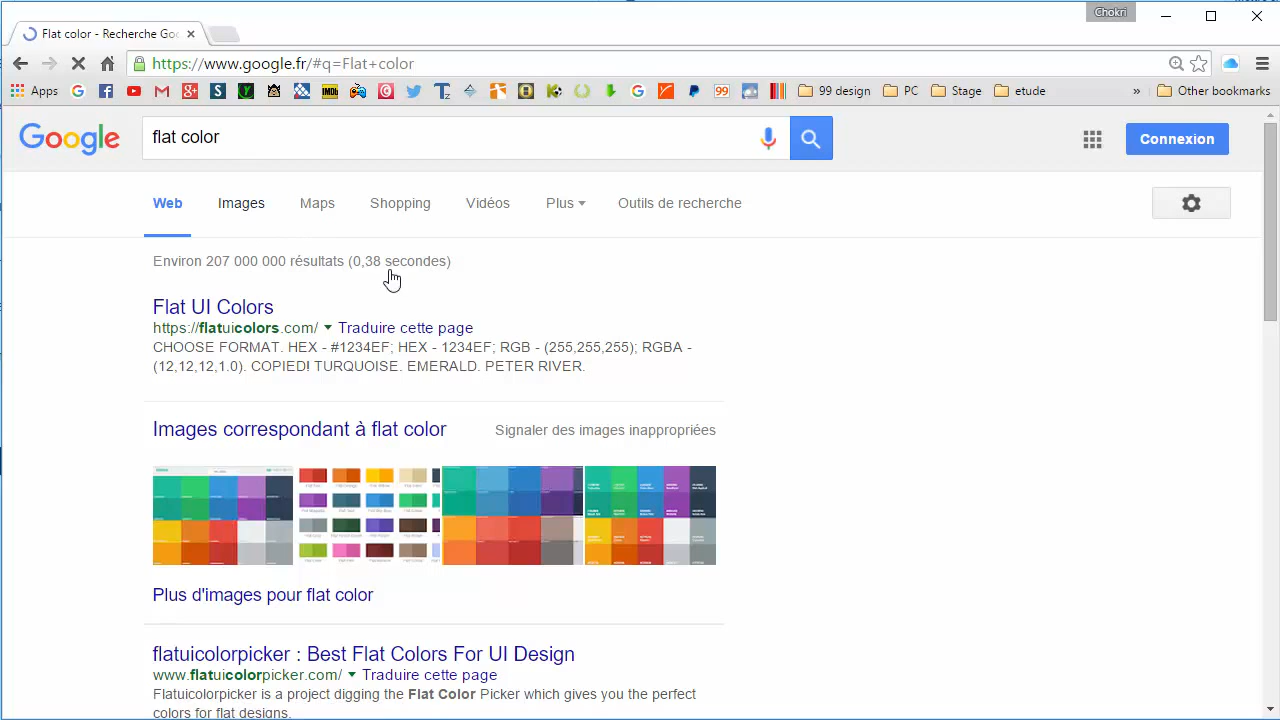 Chokri
Flat color - Recherche Goo
https://www.google.fr/#q=Flat+color
Apps
99 design
PC
Stage
etude
»
Other bookmarks
Google
flat color
Connexion
Web
Images
Maps
Shopping
Vidéos
Plus
Outils de recherche
Environ 207 000 000 résultats (0,38 secondes)
Flat UI Colors
https://flatuicolors.com/ Traduire cette page
CHOOSE FORMAT. HEX - #1234EF; HEX - 1234EF; RGB - (255,255,255); RGBA -
(12,12,12,1.0). COPIED! TURQUOISE. EMERALD. PETER RIVER.
Images correspondant à flat color
Signaler des images inappropriées
Plus d'images pour flat color
flatuicolorpicker : Best Flat Colors For UI Design
www.flatuicolorpicker.com/ Traduire cette page
Flatuicolorpicker is a project digging the Flat Color Picker which gives you the perfect
colors for flat designs.